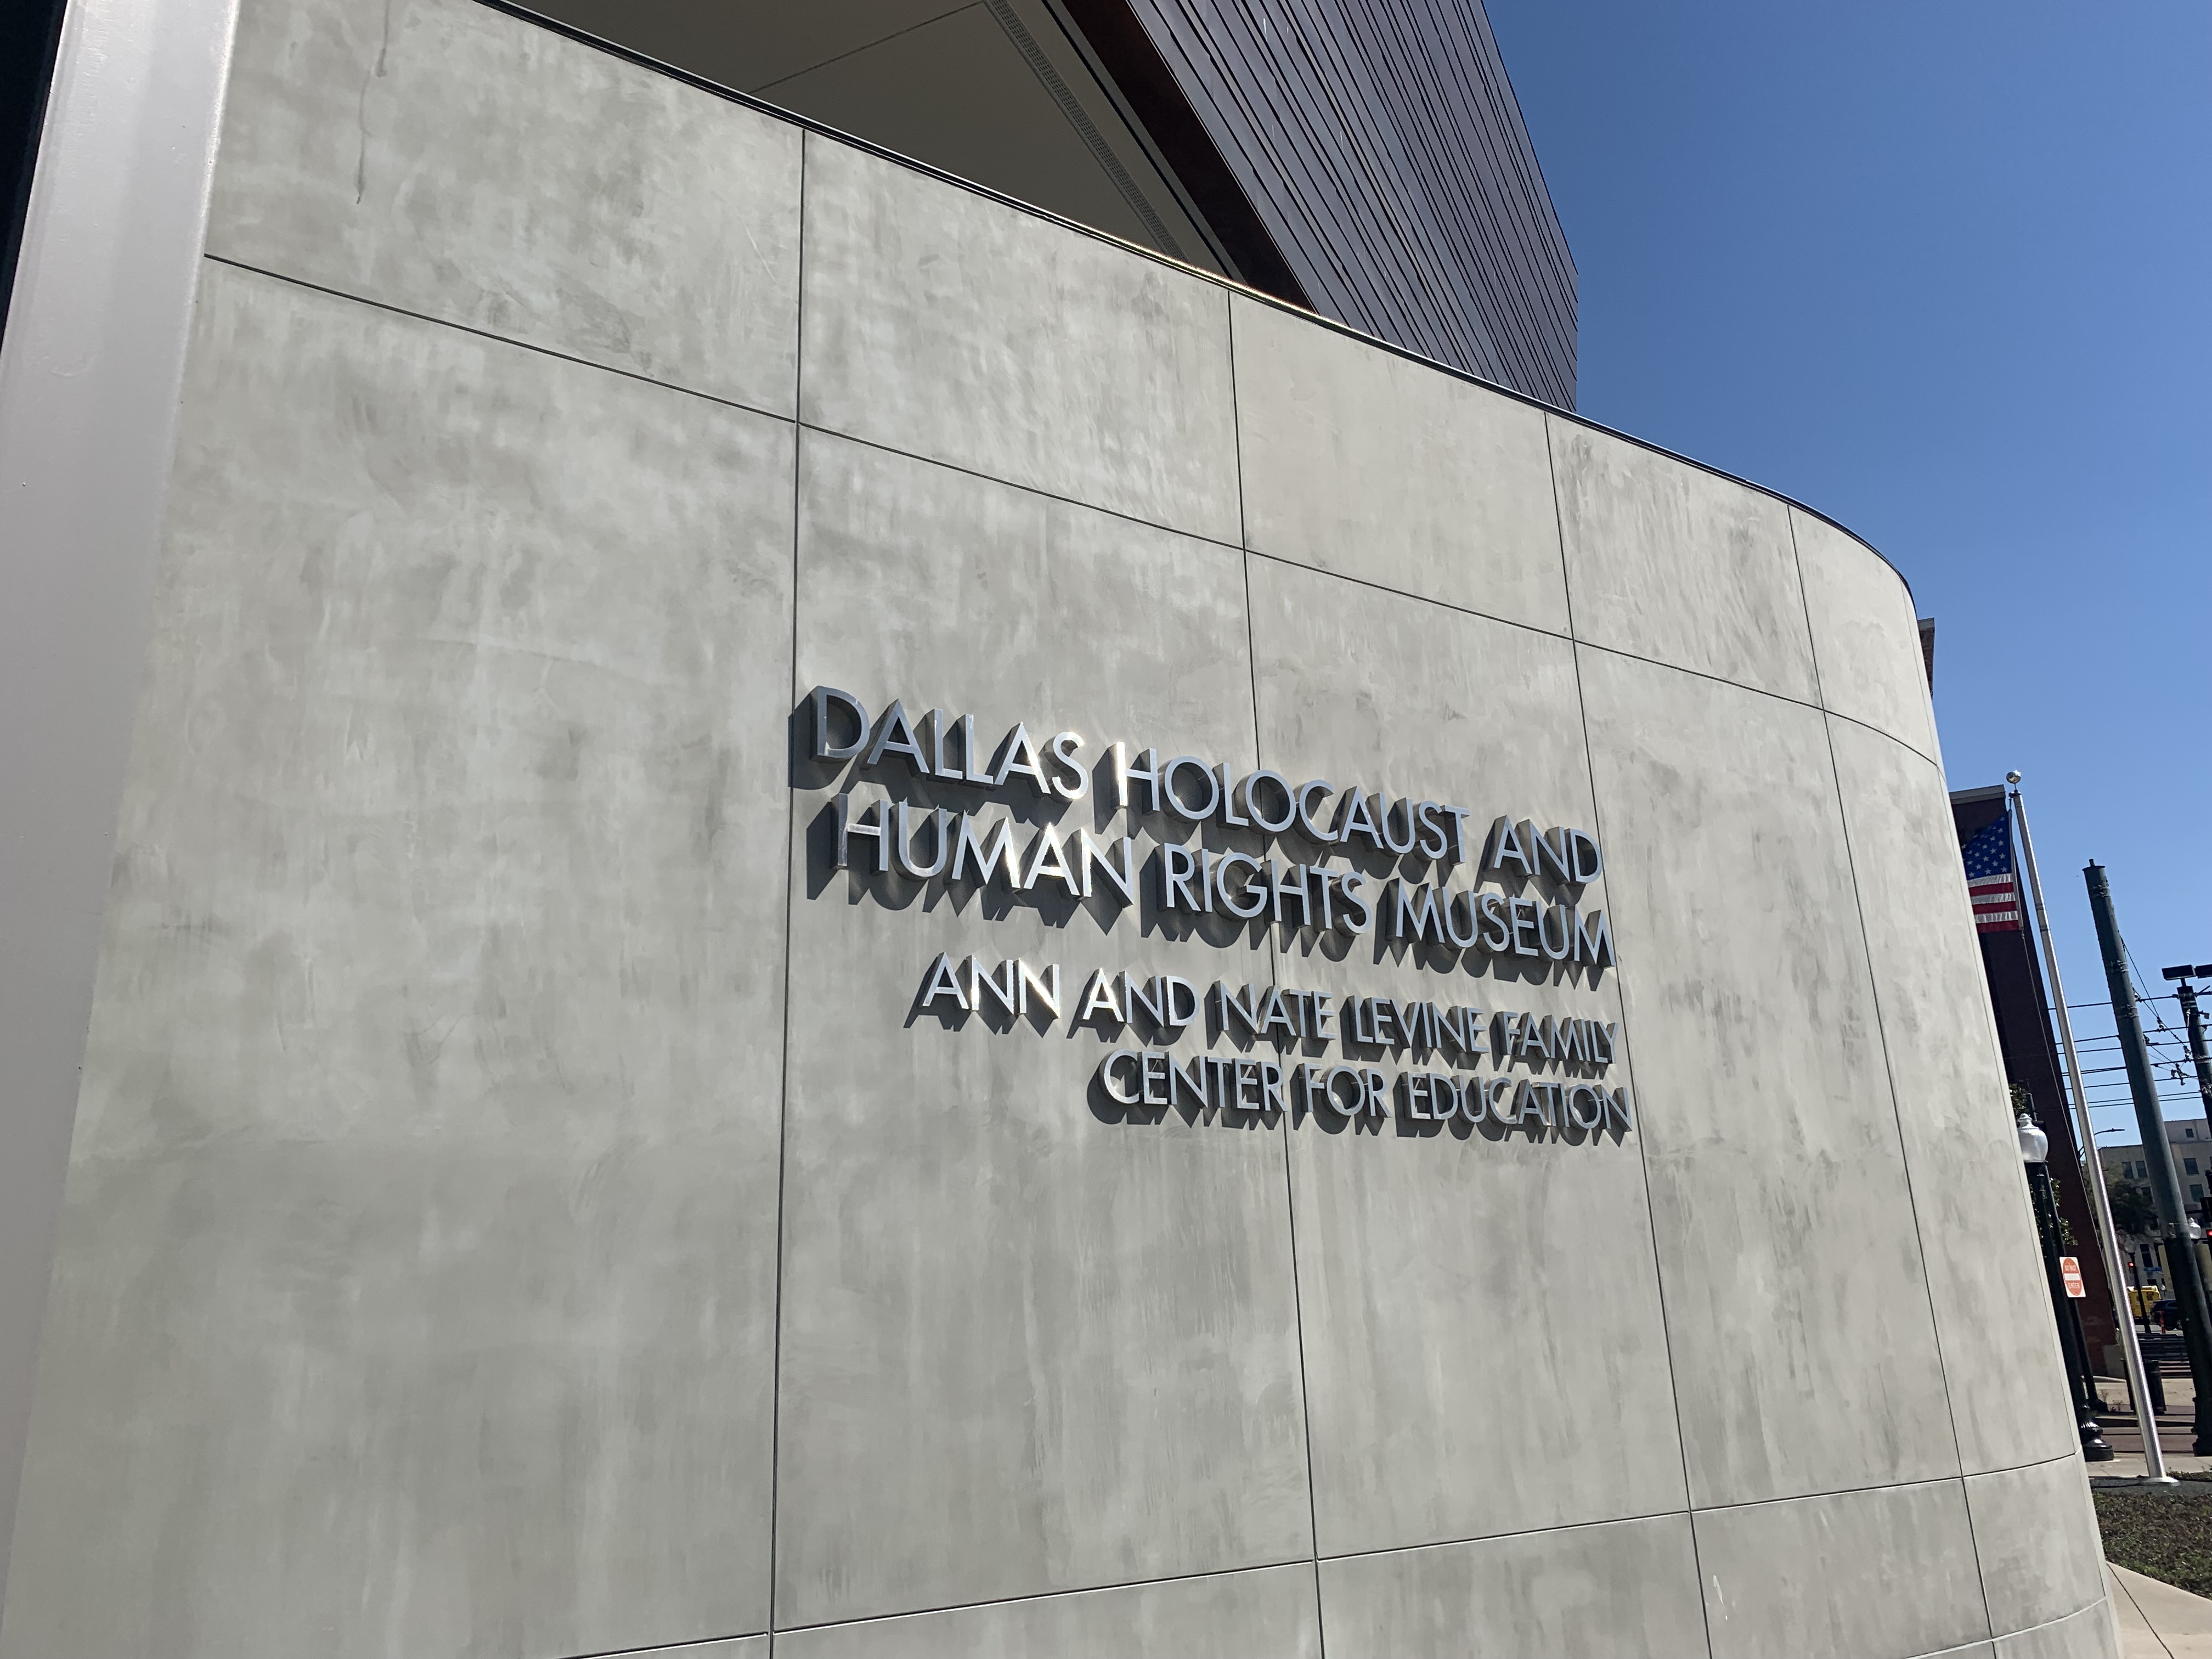 DALLAS HOLOCAUST AND
HUMAN RIGHTS MUSEUM
ANN AND NATE LEVINE FAMILY
CENTER FOR EDUCATION